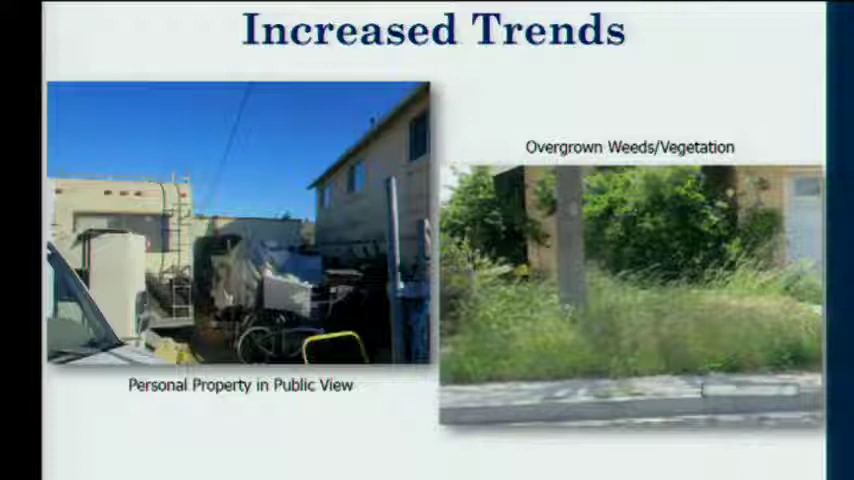 Increased Trends
Overgrown Weeds/Vegetation
Personal Property in Public View